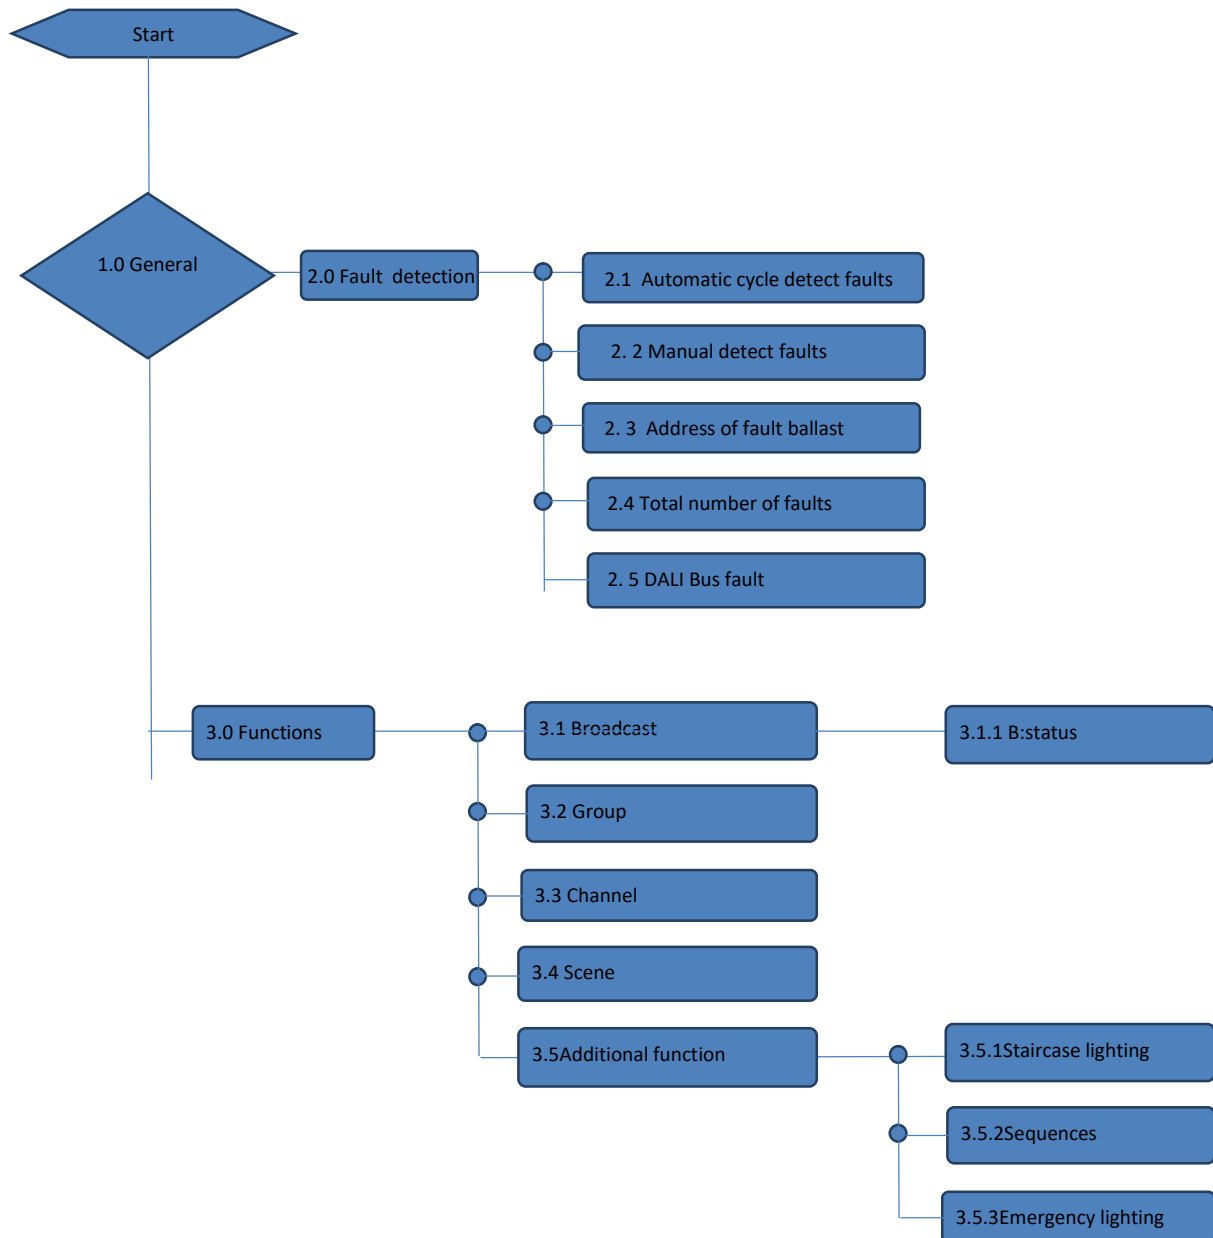 Start
1.0 General
2.0 Fault  detection
2.1  Automatic cycle detect faults
2. 2 Manual detect faults
2. 3  Address of fault ballast
2.4 Total number of faults
2. 5 DALI Bus fault
3.0 Functions
3.1 Broadcast
3.1.1 B:status
3.2 Group
3.3 Channel
3.4 Scene
3.5Additional function
3.5.1Staircase lighting
3.5.2Sequences
3.5.3Emergency lighting